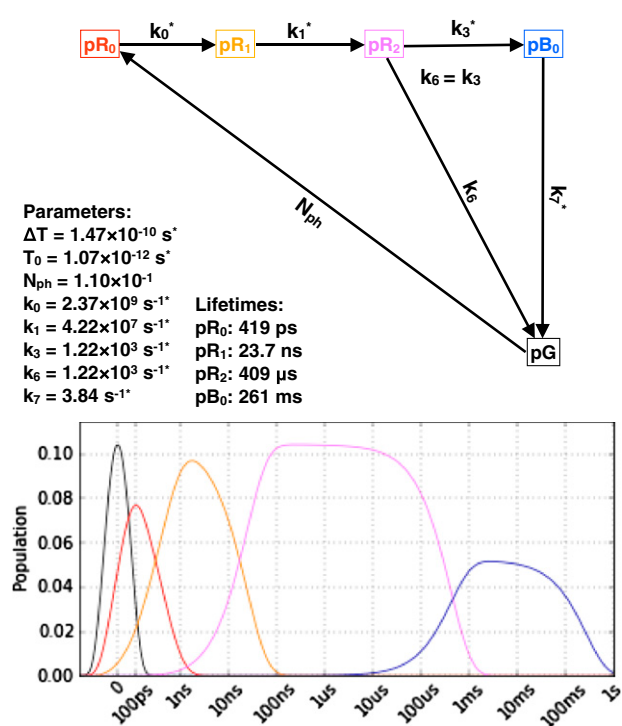 pR₀ k₀* pR₁ k₁* pR₂ k₃* pB₀
k₆ = k₃
k₆
k₇*
Nₚₕ
pG
Parameters:
ΔT = 1.47×10⁻¹⁰ s*
T₀ = 1.07×10⁻¹² s*
Nₚₕ = 1.10×10⁻¹
k₀ = 2.37×10⁹ s⁻¹*
k₁ = 4.22×10⁷ s⁻¹*
k₃ = 1.22×10³ s⁻¹*
k₆ = 1.22×10³ s⁻¹*
k₇ = 3.84 s⁻¹*
Lifetimes:
pR₀: 419 ps
pR₁: 23.7 ns
pR₂: 409 µs
pB₀: 261 ms
Population
0.10
0.08
0.06
0.04
0.02
0.00
0 100ps 1ns 10ns 100ns 1us 10us 100us 1ms 10ms 100ms 1s